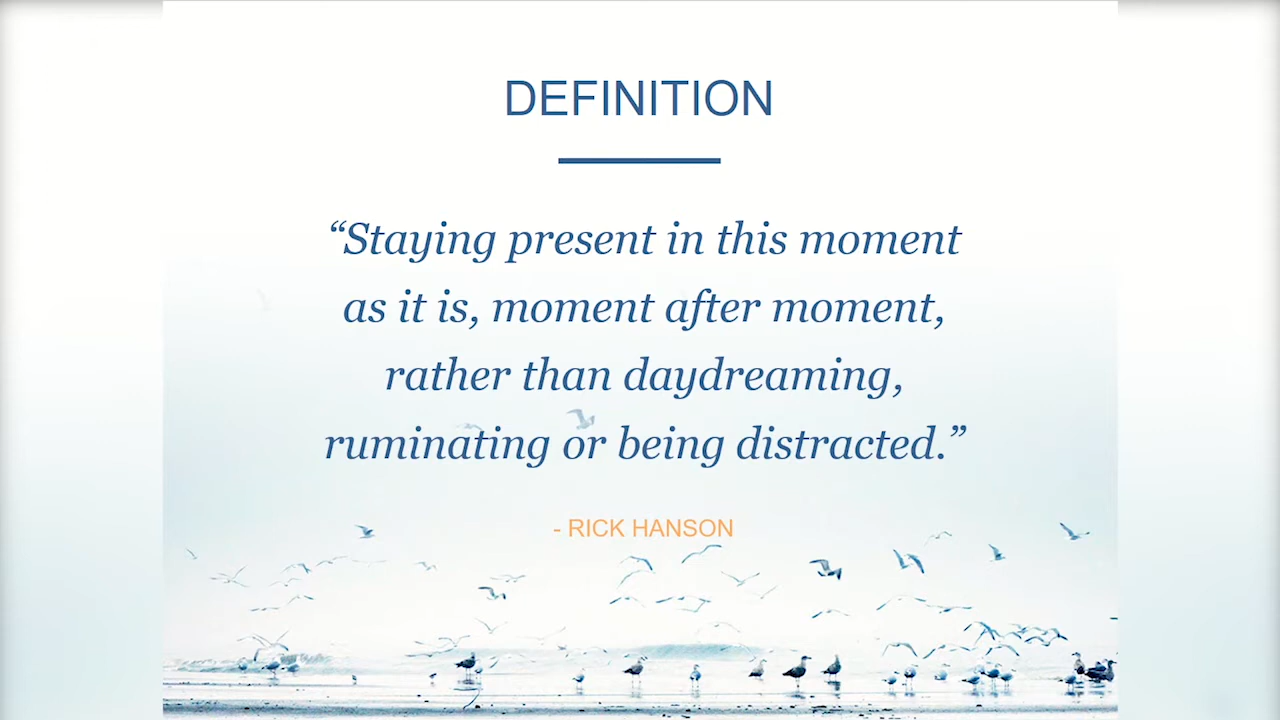 DEFINITION
“Staying present in this moment
as it is, moment after moment,
rather than daydreaming,
ruminating or being distracted.”
- RICK HANSON